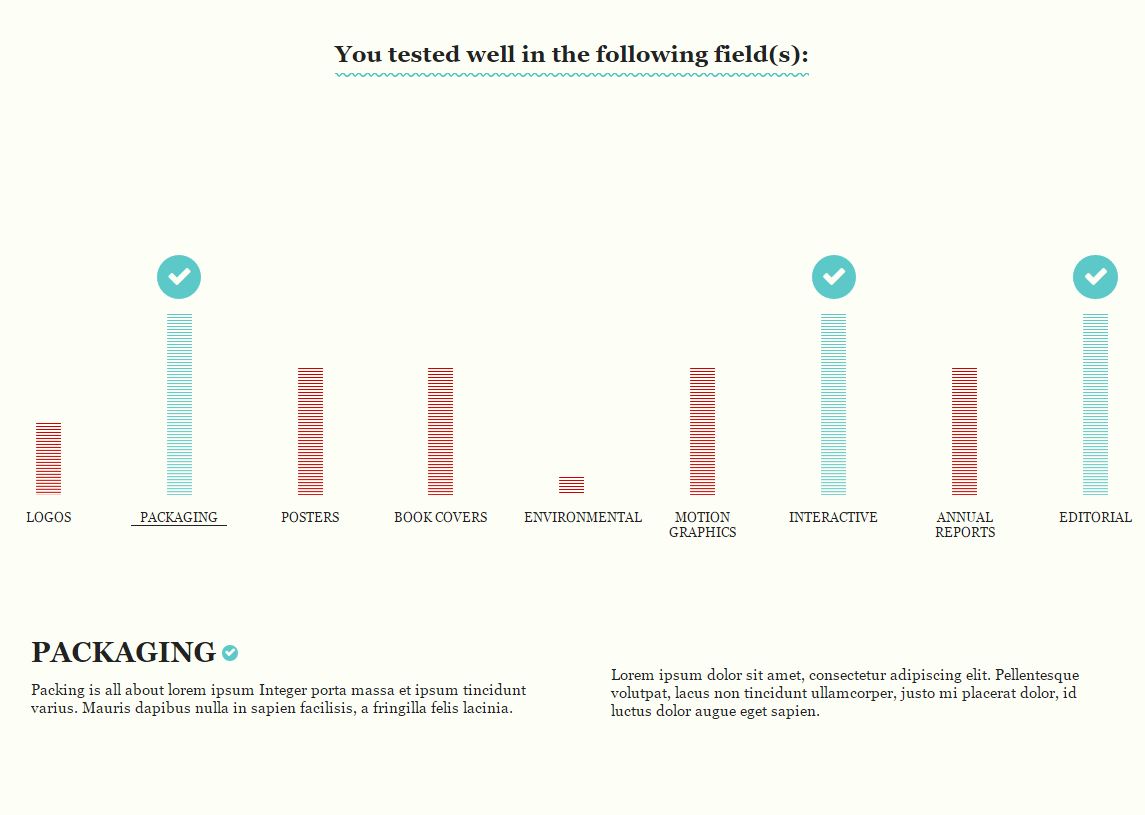 You tested well in the following field(s):
LOGOS
PACKAGING
POSTERS
BOOK COVERS
ENVIRONMENTAL
MOTION
GRAPHICS
INTERACTIVE
ANNUAL
REPORTS
EDITORIAL
PACKAGING
Packing is all about lorem ipsum Integer porta massa et ipsum tincidunt
varius. Mauris dapibus nulla in sapien facilisis, a fringilla felis lacinia.
Lorem ipsum dolor sit amet, consectetur adipiscing elit. Pellentesque
volutpat, lacus non tincidunt ullamcorper, justo mi placerat dolor, id
luctus dolor augue eget sapien.